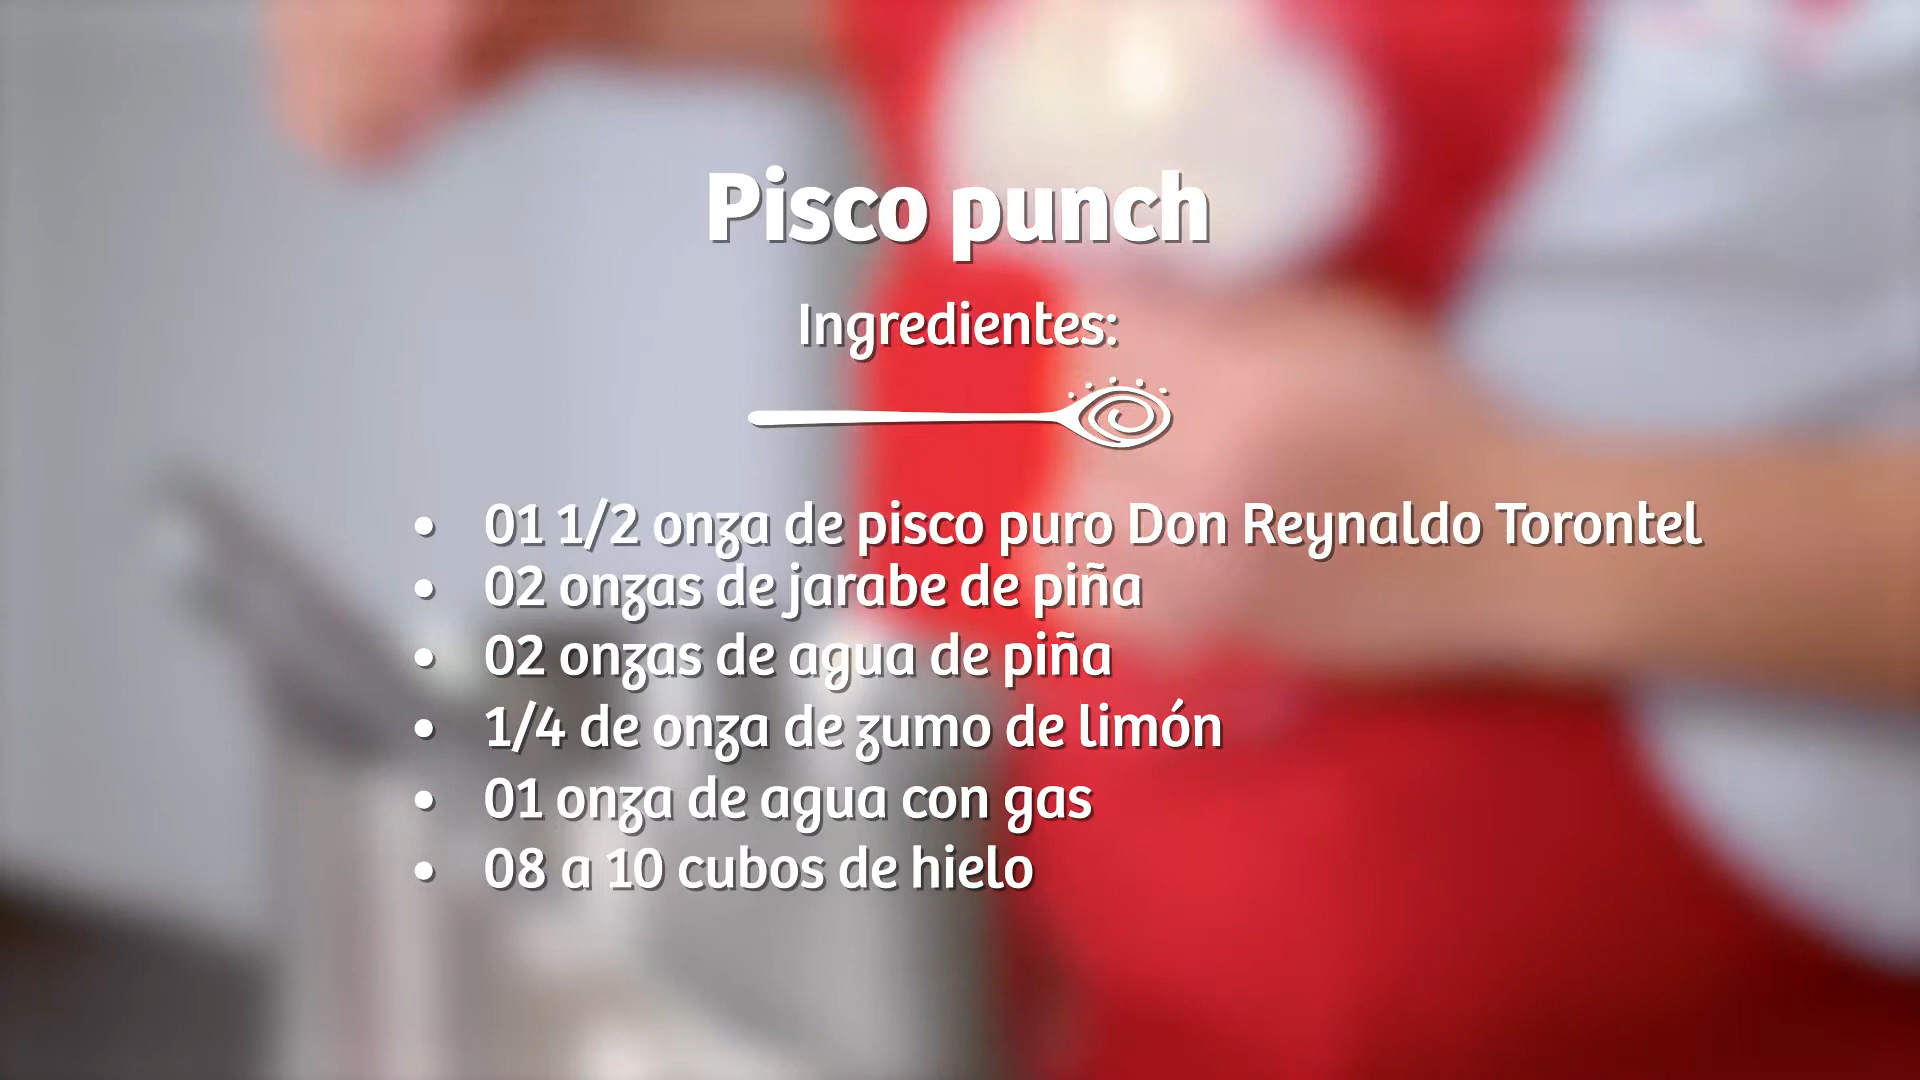 Pisco punch
Ingredientes:
• 01 1/2 onza de pisco puro Don Reynaldo Torontel
• 02 onzas de jarabe de piña
• 02 onzas de agua de piña
• 1/4 de onza de zumo de limón
• 01 onza de agua con gas
• 08 a 10 cubos de hielo